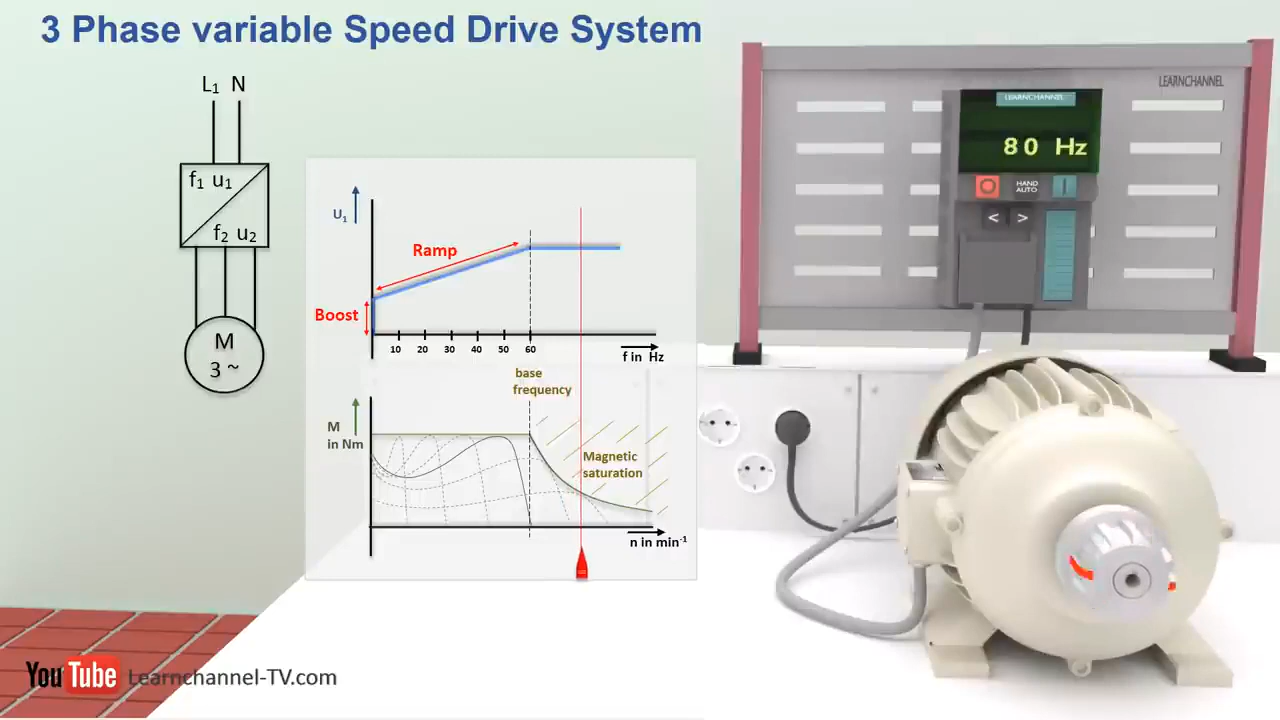 3 Phase variable Speed Drive System
L1 N
f1 u1
f2 u2
M
3 ~
U1
Ramp
Boost
10 20 30 40 50 60
f in Hz
base
frequency
M
in Nm
Magnetic
saturation
n in min-1
LEARNCHANNEL
LEARNCHANNEL
80 Hz
HAND
AUTO
< >
YouTube Learnchannel-TV.com